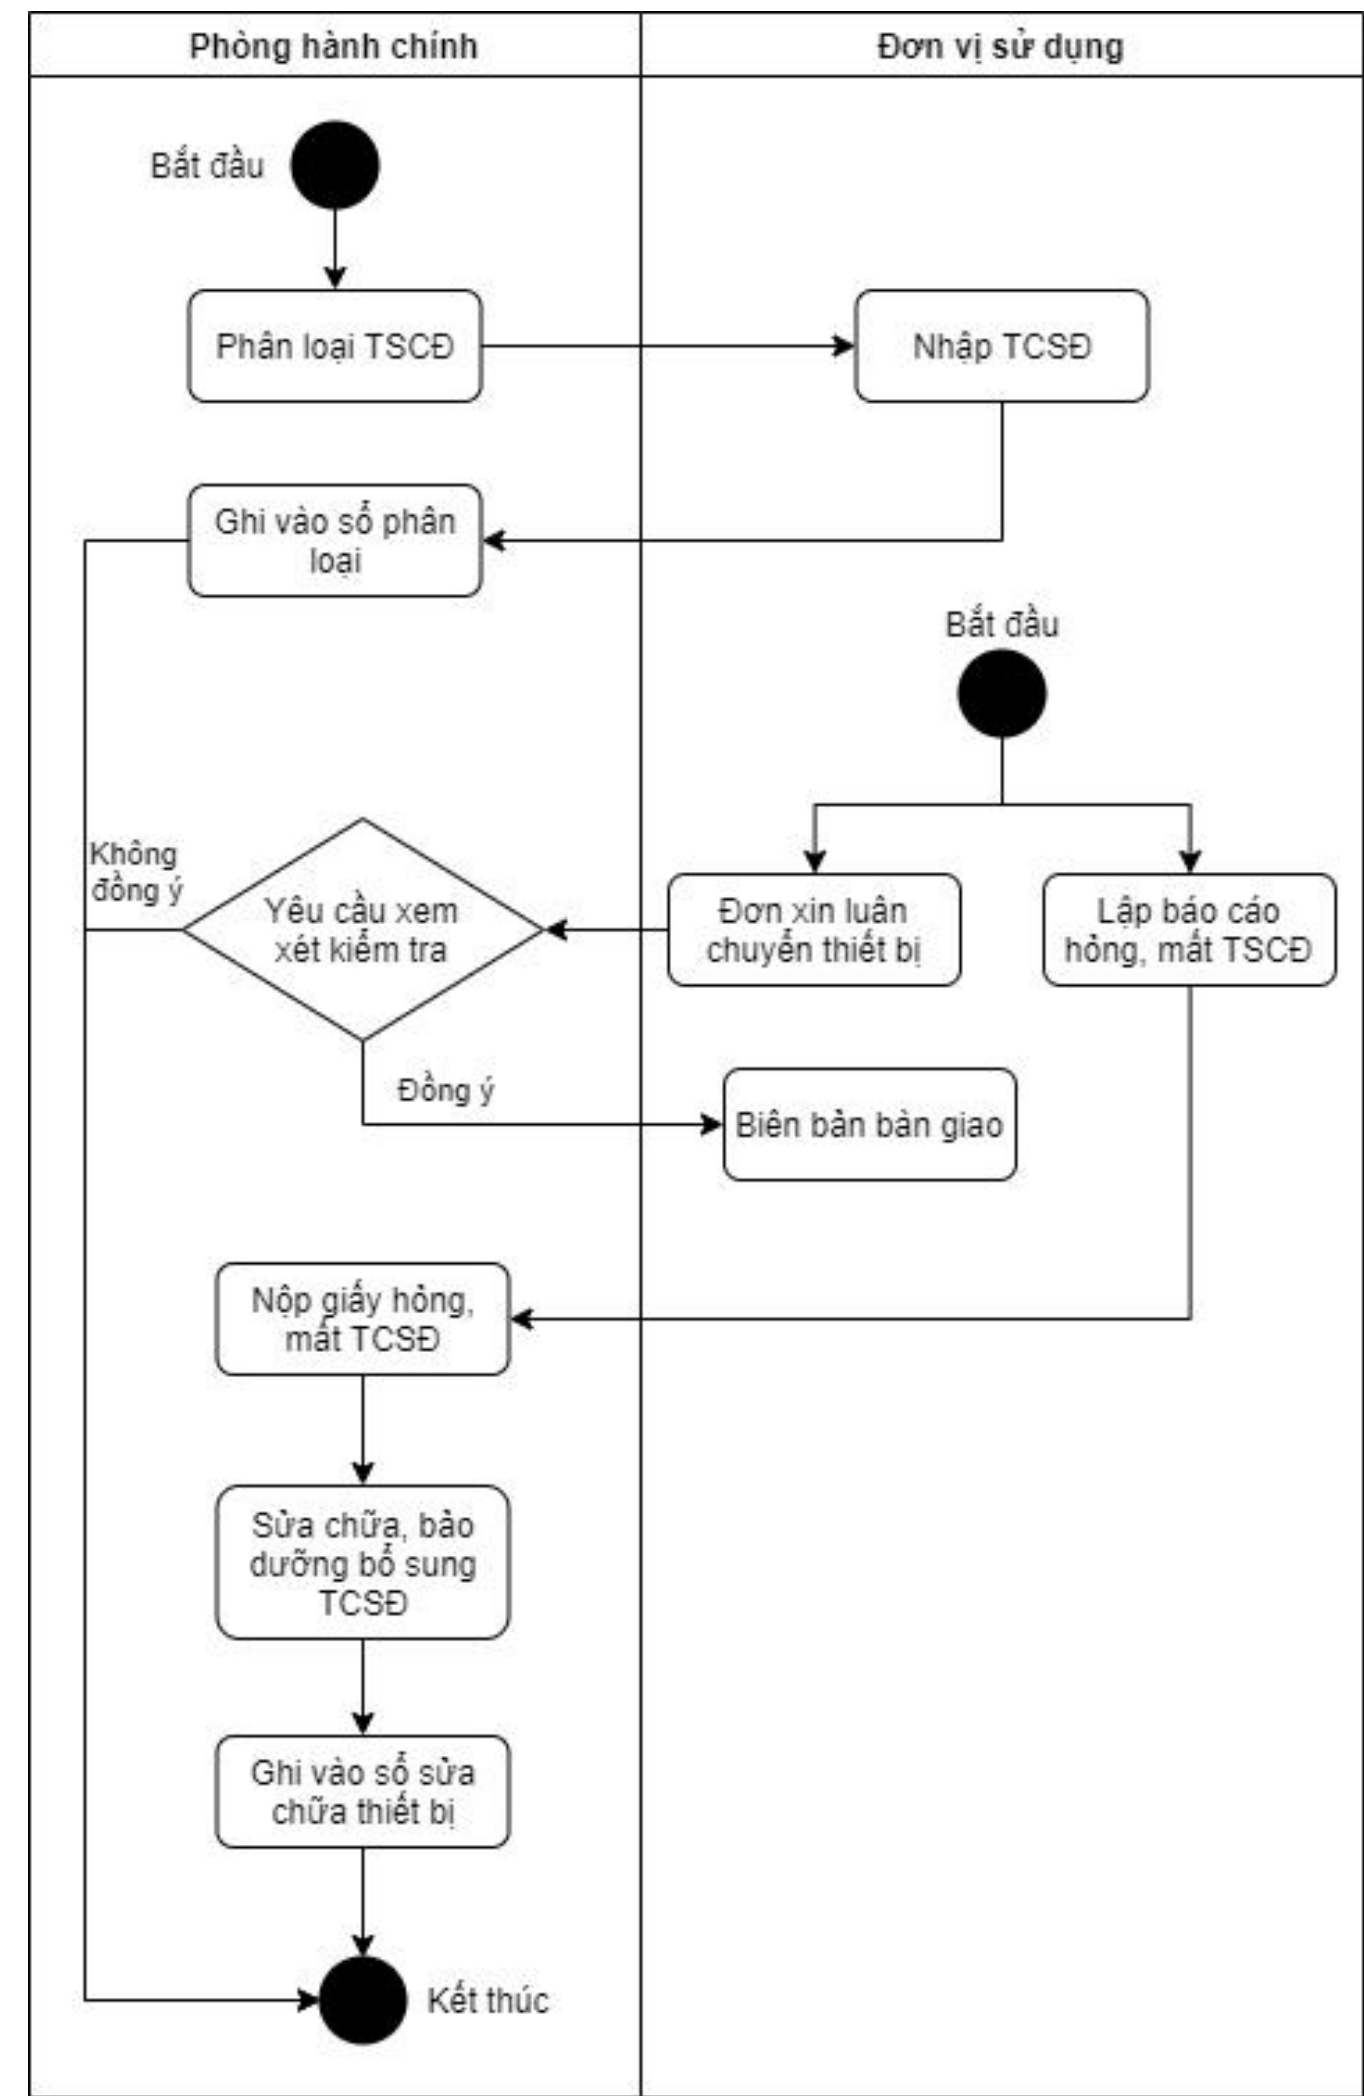 Phòng hành chính
Đơn vị sử dụng
Bắt đầu
Phân loại TSCĐ
Nhập TCSĐ
Ghi vào sổ phân
loại
Bắt đầu
Không
đồng ý
Yêu cầu xem
xét kiểm tra
Đơn xin luân
chuyển thiết bị
Lập báo cáo
hỏng, mất TSCĐ
Đồng ý
Biên bản bàn giao
Nộp giấy hỏng,
mất TCSĐ
Sửa chữa, bảo
dưỡng bổ sung
TCSĐ
Ghi vào sổ sửa
chữa thiết bị
Kết thúc